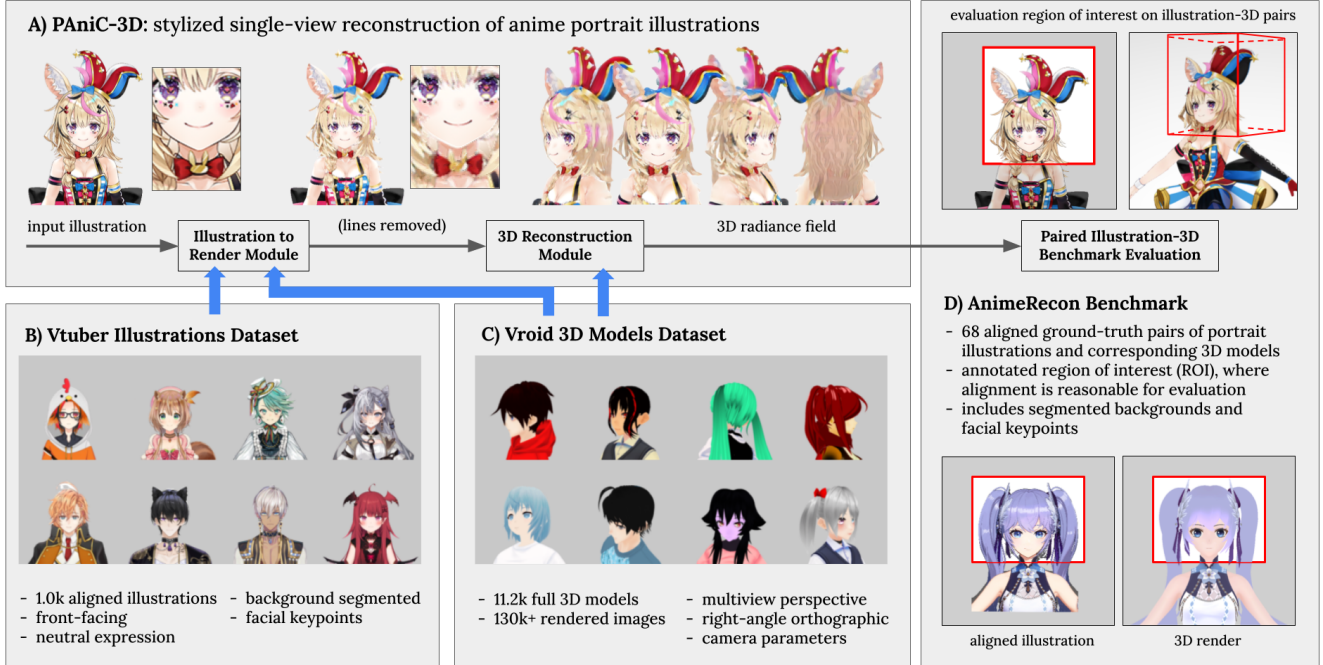 A) PAniC-3D: stylized single-view reconstruction of anime portrait illustrations
input illustration
(lines removed)
3D radiance field
Illustration to
Render Module
3D Reconstruction
Module
B) Vtuber Illustrations Dataset
- 1.0k aligned illustrations
- front-facing
- neutral expression
- background segmented
- facial keypoints
C) Vroid 3D Models Dataset
- 11.2k full 3D models
- 130k+ rendered images
- multiview perspective
- right-angle orthographic
- camera parameters
evaluation region of interest on illustration-3D pairs
Paired Illustration-3D
Benchmark Evaluation
D) AnimeRecon Benchmark
- 68 aligned ground-truth pairs of portrait
illustrations and corresponding 3D models
- annotated region of interest (ROI), where
alignment is reasonable for evaluation
- includes segmented backgrounds and
facial keypoints
aligned illustration
3D render